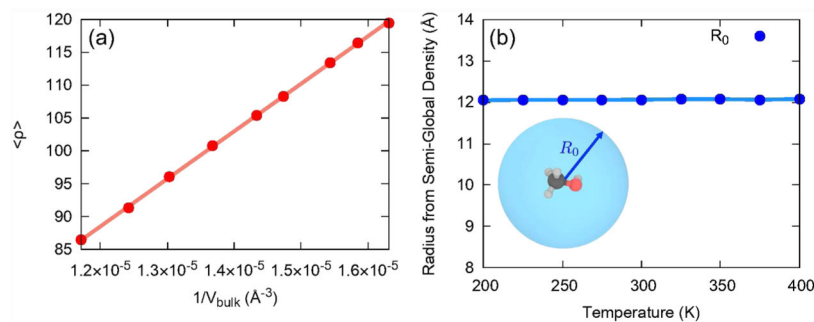 (a)
120
115
110
105
100
95
90
85
<ρ>
1.2×10⁻⁵ 1.3×10⁻⁵ 1.4×10⁻⁵ 1.5×10⁻⁵ 1.6×10⁻⁵
1/V_bulk (Å⁻³)
(b)
R₀
14
13
12
11
10
9
8
Radius from Semi-Global Density (Å)
R₀
200 250 300 350 400
Temperature (K)